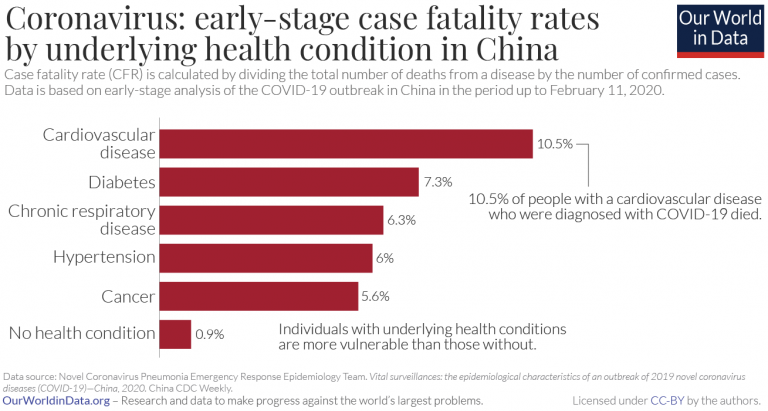 Coronavirus: early-stage case fatality rates
by underlying health condition in China
Our World
in Data
Case fatality rate (CFR) is calculated by dividing the total number of deaths from a disease by the number of confirmed cases.
Data is based on early-stage analysis of the COVID-19 outbreak in China in the period up to February 11, 2020.
Cardiovascular
disease
10.5%
10.5% of people with a cardiovascular disease
who were diagnosed with COVID-19 died.
Diabetes
7.3%
Chronic respiratory
disease
6.3%
Hypertension
6%
Cancer
5.6%
No health condition
0.9%
Individuals with underlying health conditions
are more vulnerable than those without.
Data source: Novel Coronavirus Pneumonia Emergency Response Epidemiology Team. Vital surveillances: the epidemiological characteristics of an outbreak of 2019 novel coronavirus
diseases (COVID-19)—China, 2020. China CDC Weekly.
OurWorldinData.org – Research and data to make progress against the world's largest problems.
Licensed under CC-BY by the authors.